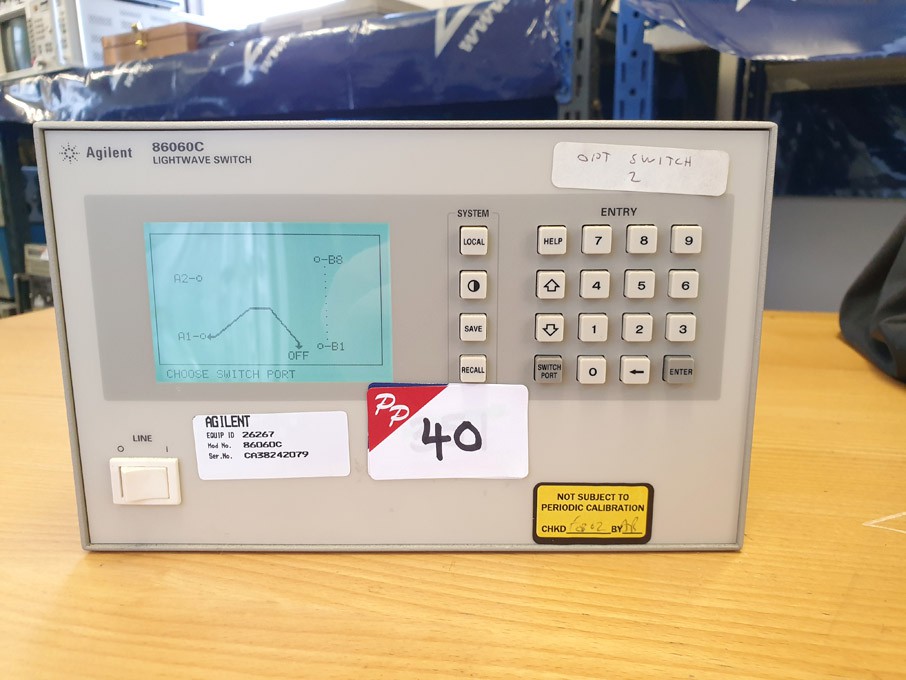 www.
Agilent
86060C
LIGHTWAVE SWITCH
OPT SWITCH
2
SYSTEM
ENTRY
LOCAL
HELP 7 8 9
4 5 6
SAVE
1 2 3
RECALL
SWITCH PORT 0 ← ENTER
A2 B8
A1 B1
OFF
CHOOSE SWITCH PORT
LINE
O I
AGILENT
EQUIP ID 26267
Mod No. 86060C
Ser.No. CA38242079
PP
40
NOT SUBJECT TO
PERIODIC CALIBRATION
CHKD BY